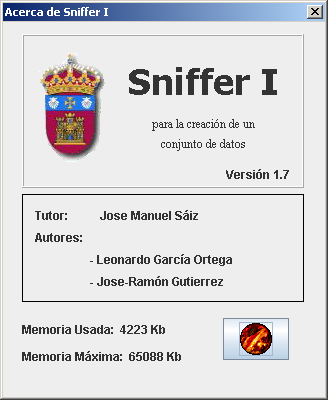 Acerca de Sniffer I
Sniffer I
para la creación de un
conjunto de datos
Versión 1.7
Tutor: Jose Manuel Sáiz
Autores:
- Leonardo García Ortega
- Jose-Ramón Gutierrez
Memoria Usada: 4223 Kb
Memoria Máxima: 65088 Kb